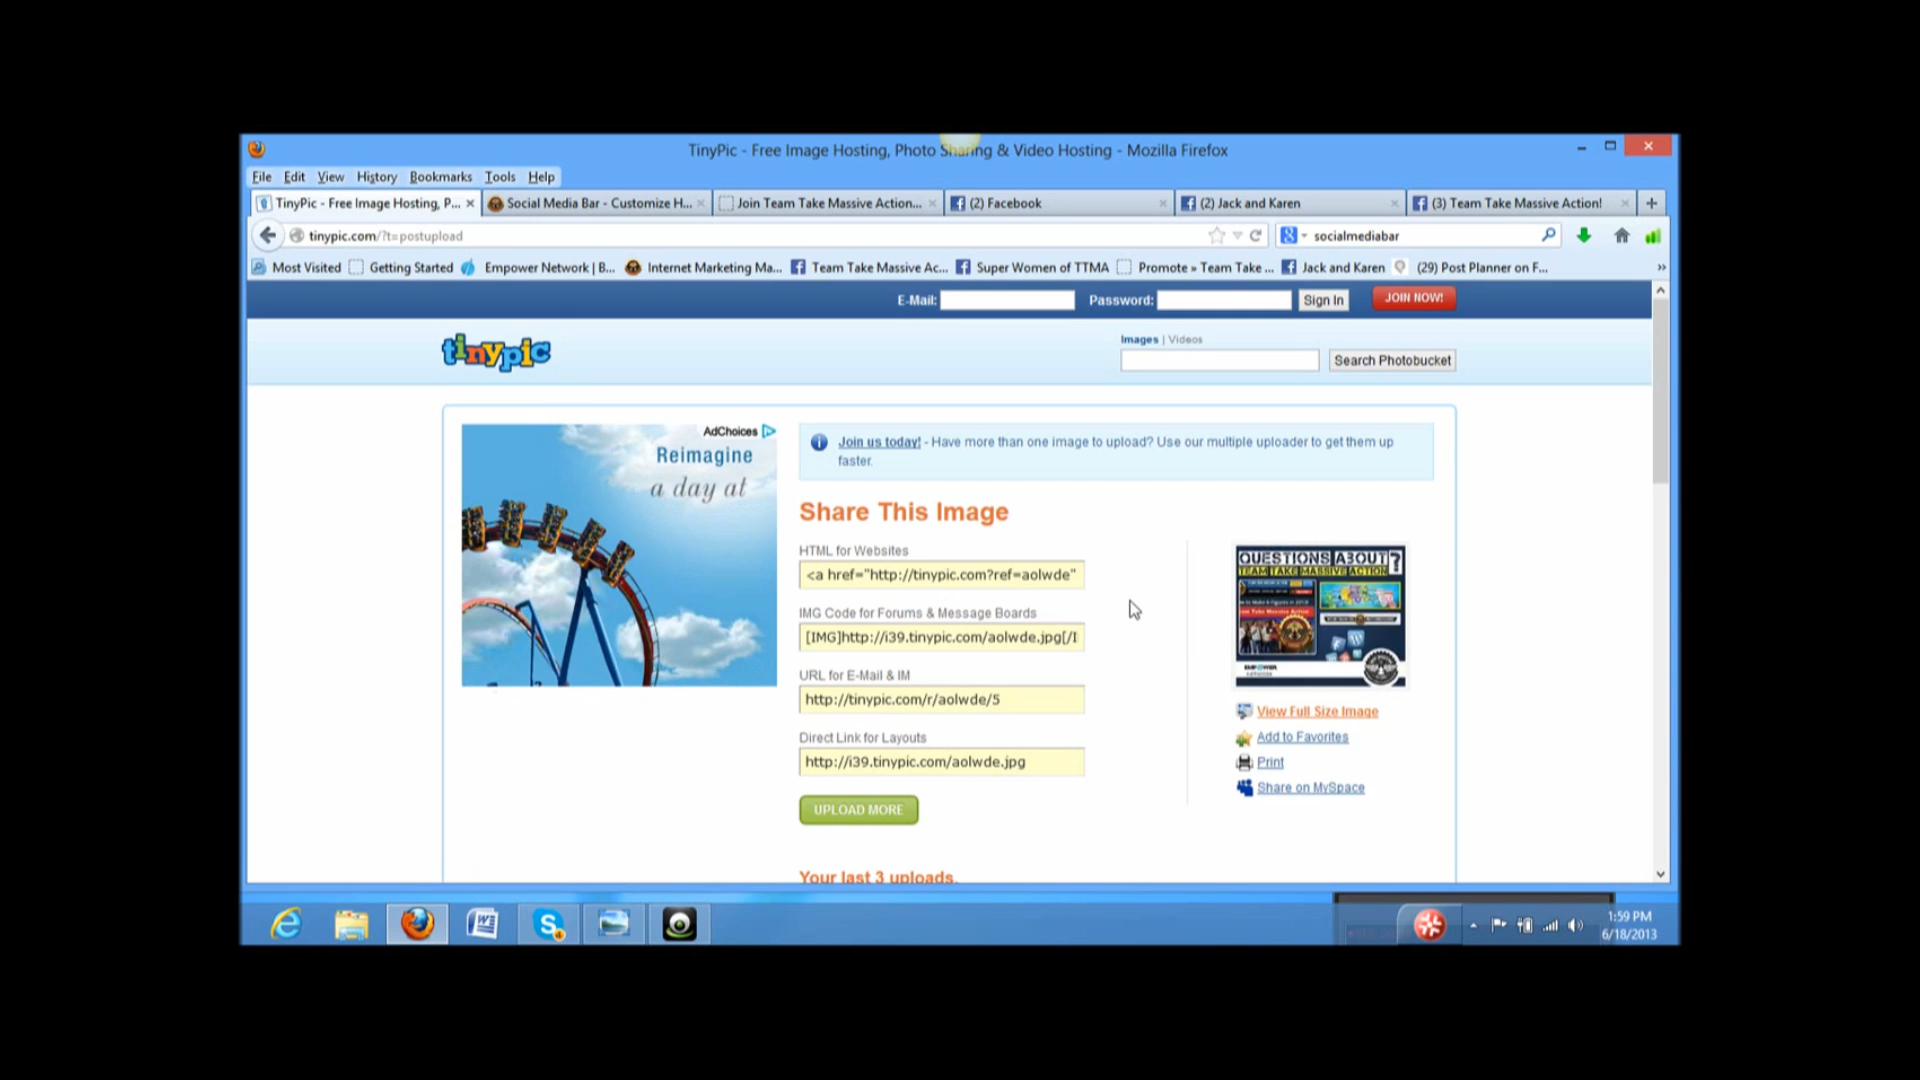 TinyPic - Free Image Hosting, Photo Sharing & Video Hosting - Mozilla Firefox
File Edit View History Bookmarks Tools Help
TinyPic - Free Image Hosting, P... Social Media Bar - Customize H... Join Team Take Massive Action... (2) Facebook (2) Jack and Karen (3) Team Take Massive Action!
tinypic.com/?t=postupload socialmediabar
Most Visited Getting Started Empower Network | B... Internet Marketing Ma... Team Take Massive Ac... Super Women of TTMA Promote » Team Take ... Jack and Karen (29) Post Planner on F... »
E-Mail: Password: Sign In JOIN NOW!
Images | Videos
tinypic
Search Photobucket
AdChoices
Reimagine
a day at
Join us today! - Have more than one image to upload? Use our multiple uploader to get them up
faster.
Share This Image
HTML for Websites
<a href="http://tinypic.com?ref=aolwde"
IMG Code for Forums & Message Boards
[IMG]http://i39.tinypic.com/aolwde.jpg[/I
URL for E-Mail & IM
http://tinypic.com/r/aolwde/5
Direct Link for Layouts
http://i39.tinypic.com/aolwde.jpg
UPLOAD MORE
QUESTIONS ABOUT?
TEAM TAKE MASSIVE ACTION
View Full Size Image
Add to Favorites
Print
Share on MySpace
Your last 3 uploads.
1:59 PM
6/18/2013